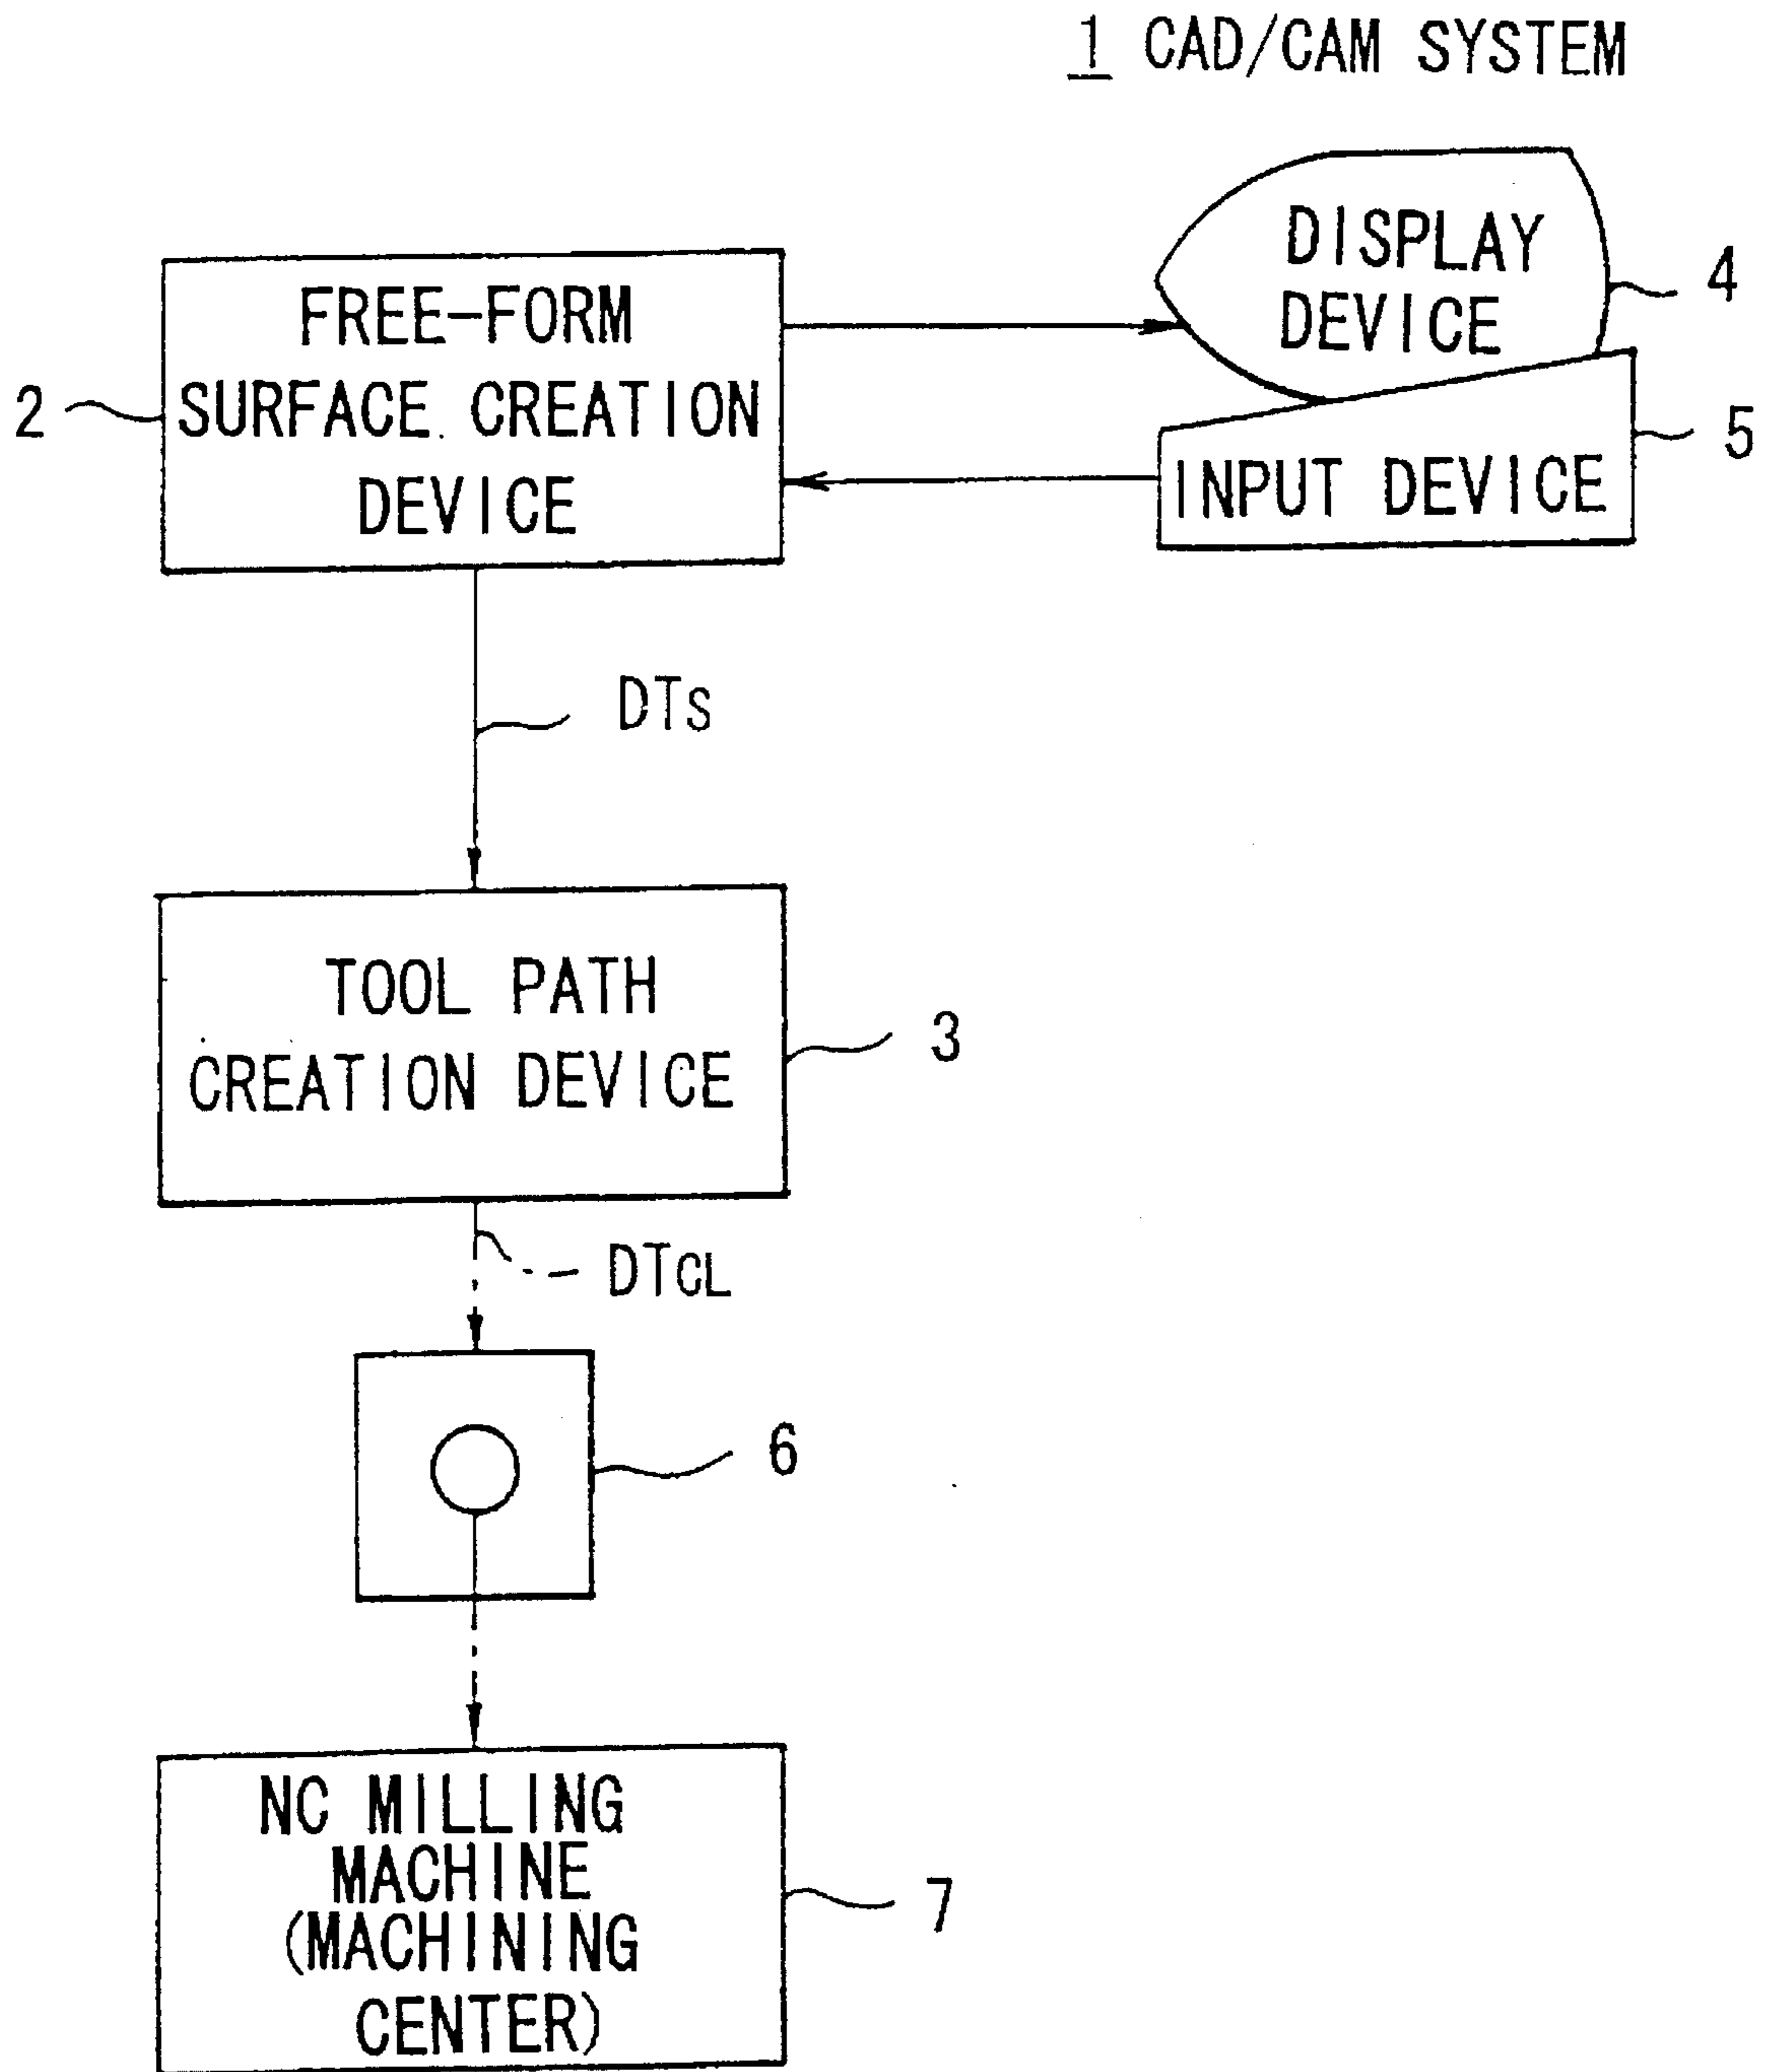 1 CAD/CAM SYSTEM
DISPLAY
DEVICE
4
FREE-FORM
SURFACE CREATION
DEVICE
2
INPUT DEVICE
5
DTS
TOOL PATH
CREATION DEVICE
3
DTCL
6
NC MILLING
MACHINE
(MACHINING
CENTER)
7